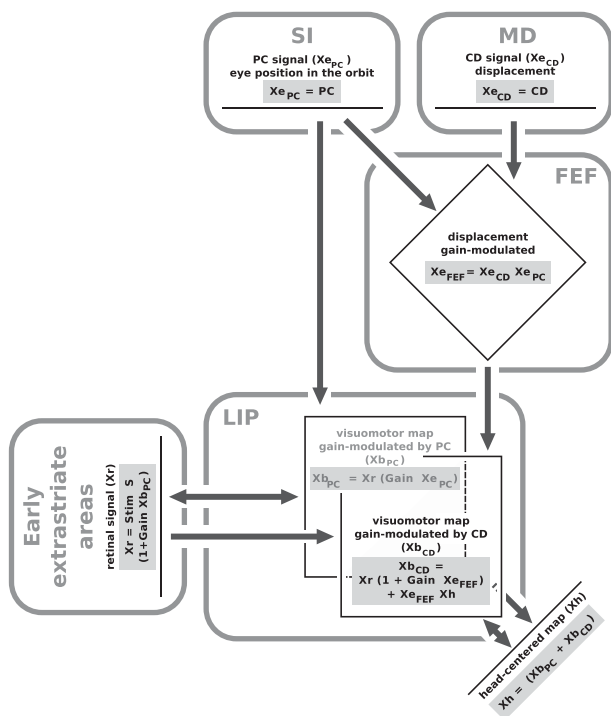 SI
PC signal (Xe_PC)
eye position in the orbit
Xe_PC = PC
MD
CD signal (Xe_CD)
displacement
Xe_CD = CD
FEF
displacement
gain-modulated
Xe_FEF = Xe_CD Xe_PC
LIP
visuomotor map
gain-modulated by PC
(Xb_PC)
Xb_PC = Xr (Gain Xe_PC)
visuomotor map
gain-modulated by CD
(Xb_CD)
Xb_CD =
Xr (1 + Gain Xe_FEF)
+ Xe_FEF Xh
Early
extrastriate
areas
retinal signal (Xr)
Xr = Stim S
(1+Gain Xb_PC)
head-centered map (Xh)
Xh = (Xb_PC + Xb_CD)